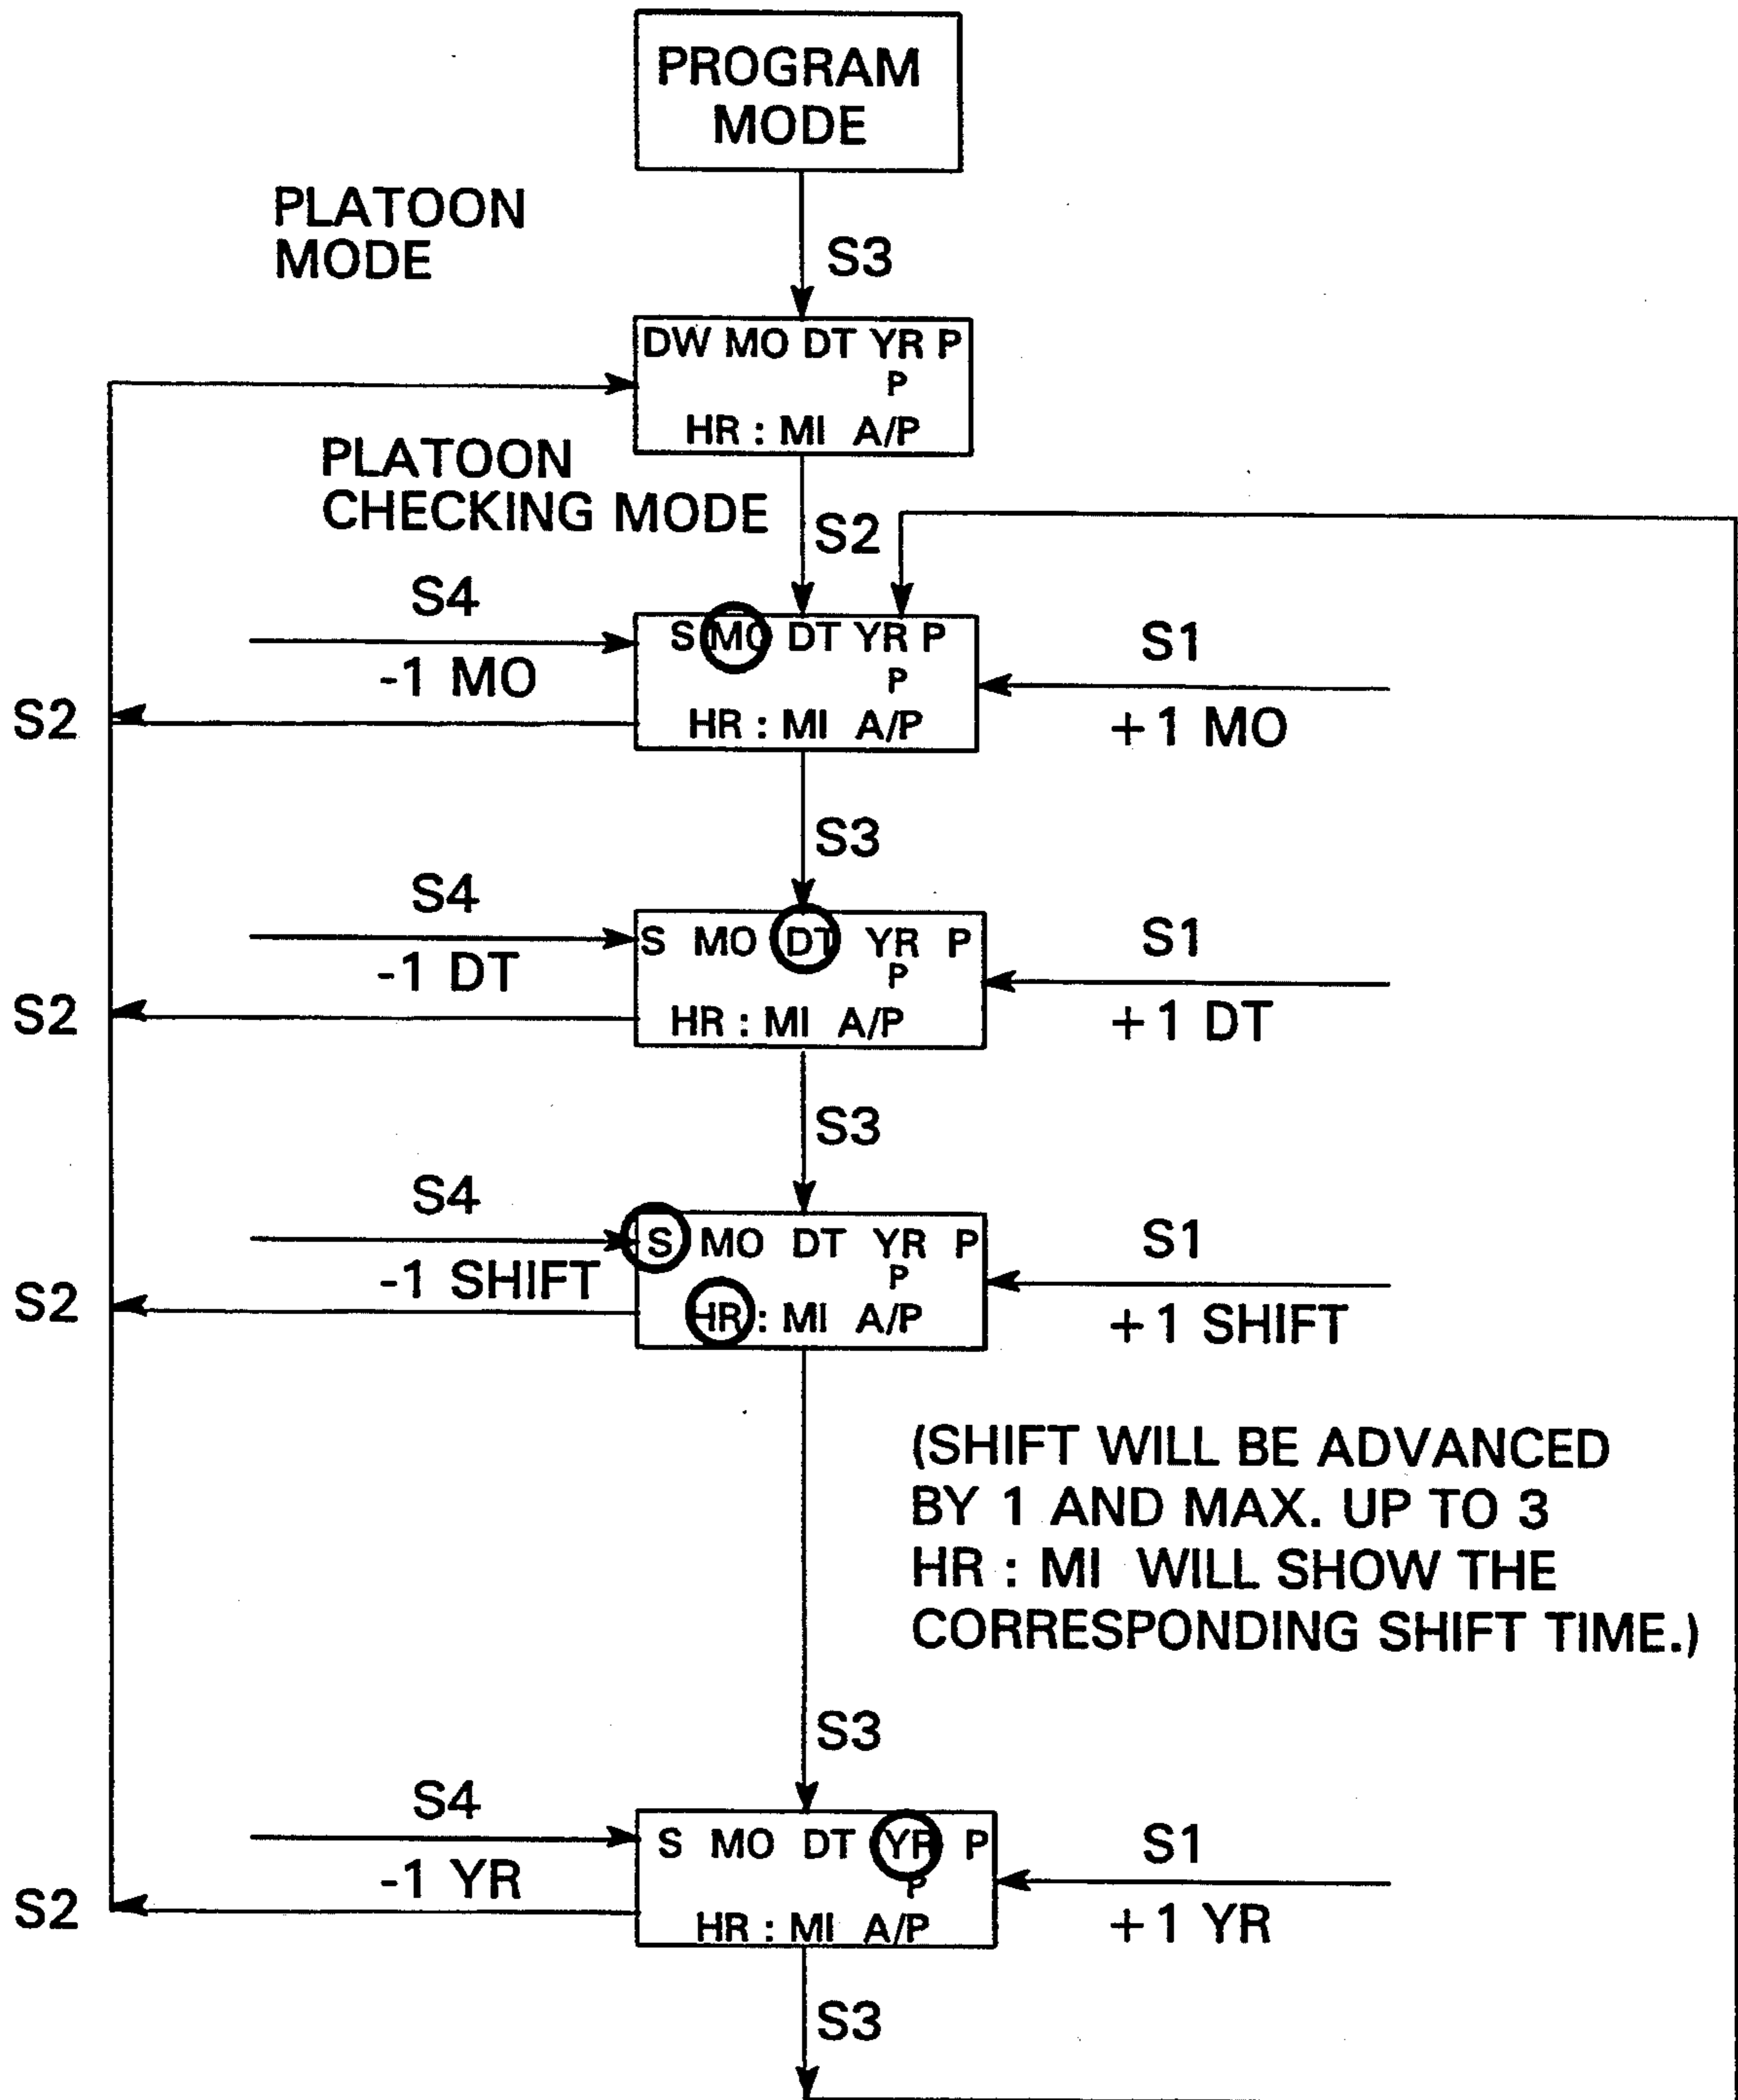 PROGRAM
MODE
PLATOON
MODE
S3
DW MO DT YR P
P
HR : MI A/P
PLATOON
CHECKING MODE
S2
S4
-1 MO
S2
S MO DT YR P
P
HR : MI A/P
S1
+1 MO
S3
S4
-1 DT
S2
S MO DT YR P
P
HR : MI A/P
S1
+1 DT
S3
S4
-1 SHIFT
S2
S MO DT YR P
P
HR : MI A/P
S1
+1 SHIFT
(SHIFT WILL BE ADVANCED
BY 1 AND MAX. UP TO 3
HR : MI WILL SHOW THE
CORRESPONDING SHIFT TIME.)
S3
S4
-1 YR
S2
S MO DT YR P
P
HR : MI A/P
S1
+1 YR
S3